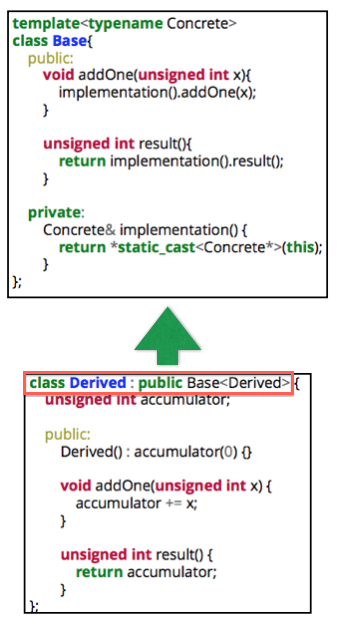 template<typename Concrete>
class Base{
public:
void addOne(unsigned int x){
implementation().addOne(x);
}
unsigned int result(){
return implementation().result();
}
private:
Concrete& implementation() {
return *static_cast<Concrete*>(this);
}
};
class Derived : public Base<Derived> {
unsigned int accumulator;
public:
Derived() : accumulator(0) {}
void addOne(unsigned int x) {
accumulator += x;
}
unsigned int result() {
return accumulator;
}
};